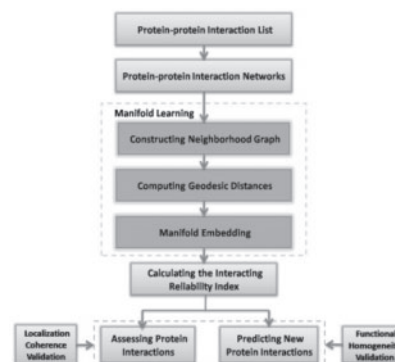 Protein-protein Interaction List
Protein-protein Interaction Networks
Manifold Learning
Constructing Neighborhood Graph
Computing Geodesic Distances
Manifold Embedding
Calculating the Interacting
Reliability Index
Localization
Coherence
Validation
Assessing Protein
Interactions
Predicting New
Protein Interactions
Functional
Homogeneity
Validation